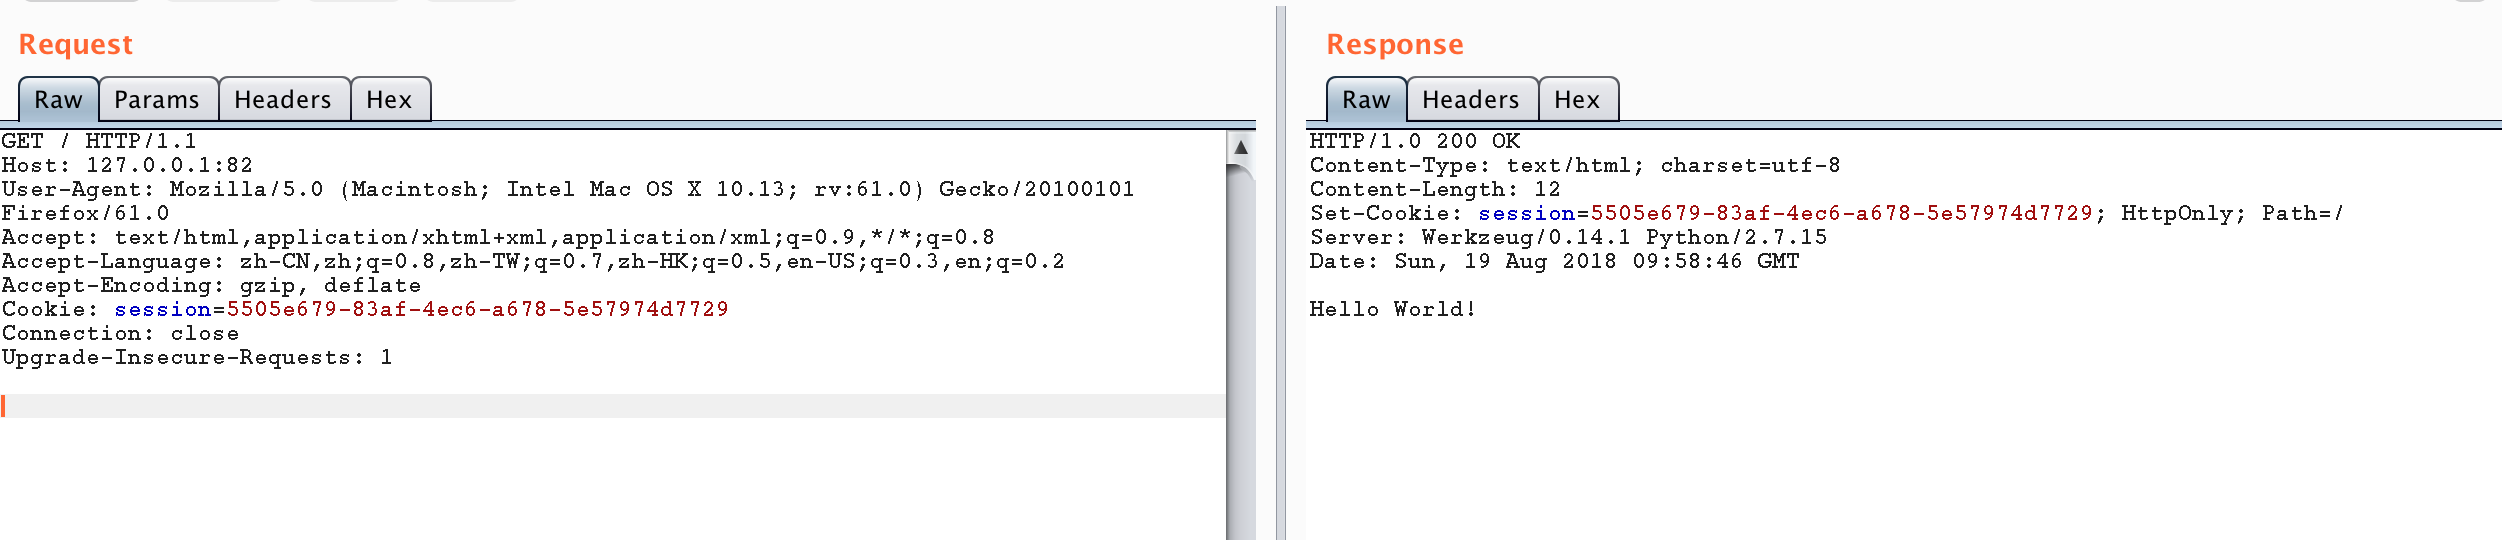 Request
Raw Params Headers Hex
GET / HTTP/1.1
Host: 127.0.0.1:82
User-Agent: Mozilla/5.0 (Macintosh; Intel Mac OS X 10.13; rv:61.0) Gecko/20100101
Firefox/61.0
Accept: text/html,application/xhtml+xml,application/xml;q=0.9,*/*;q=0.8
Accept-Language: zh-CN,zh;q=0.8,zh-TW;q=0.7,zh-HK;q=0.5,en-US;q=0.3,en;q=0.2
Accept-Encoding: gzip, deflate
Cookie: session=5505e679-83af-4ec6-a678-5e57974d7729
Connection: close
Upgrade-Insecure-Requests: 1
Response
Raw Headers Hex
HTTP/1.0 200 OK
Content-Type: text/html; charset=utf-8
Content-Length: 12
Set-Cookie: session=5505e679-83af-4ec6-a678-5e57974d7729; HttpOnly; Path=/
Server: Werkzeug/0.14.1 Python/2.7.15
Date: Sun, 19 Aug 2018 09:58:46 GMT
Hello World!